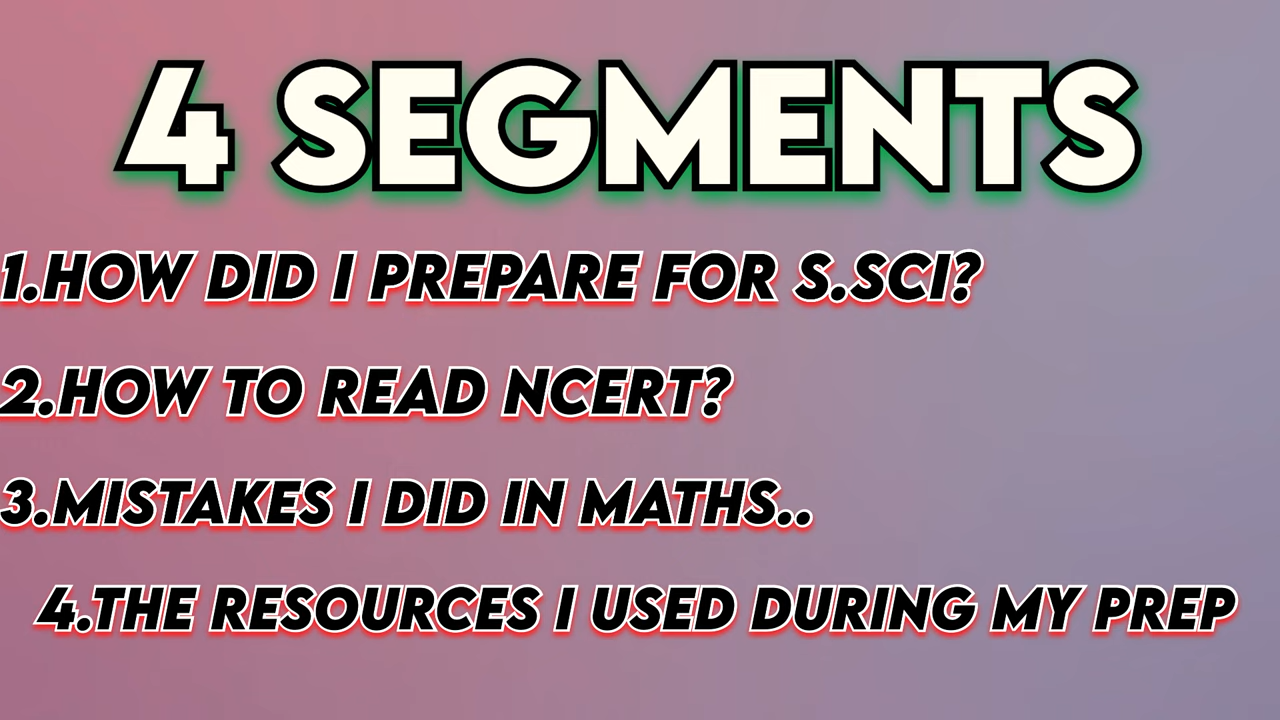 4 SEGMENTS
1.HOW DID I PREPARE FOR S.SCI?
2.HOW TO READ NCERT?
3.MISTAKES I DID IN MATHS..
4.THE RESOURCES I USED DURING MY PREP